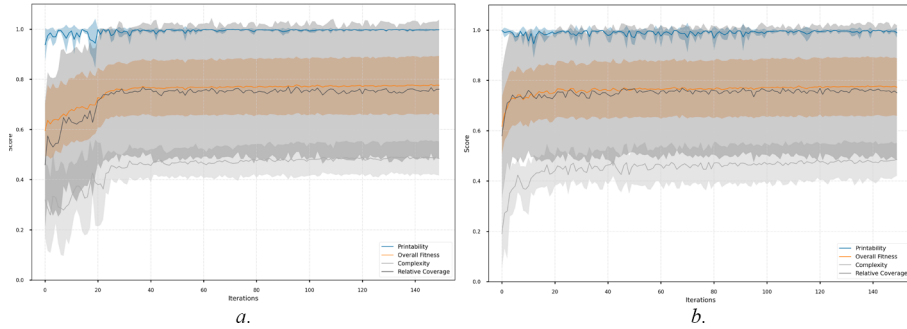 1.0
0.8
0.6
Score
0.4
0.2
0.0
0 20 40 60 80 100 120 140
Iterations
Printability
Overall Fitness
Complexity
Relative Coverage
a.
1.0
0.8
0.6
Score
0.4
0.2
0.0
0 20 40 60 80 100 120 140
Iterations
Printability
Overall Fitness
Complexity
Relative Coverage
b.